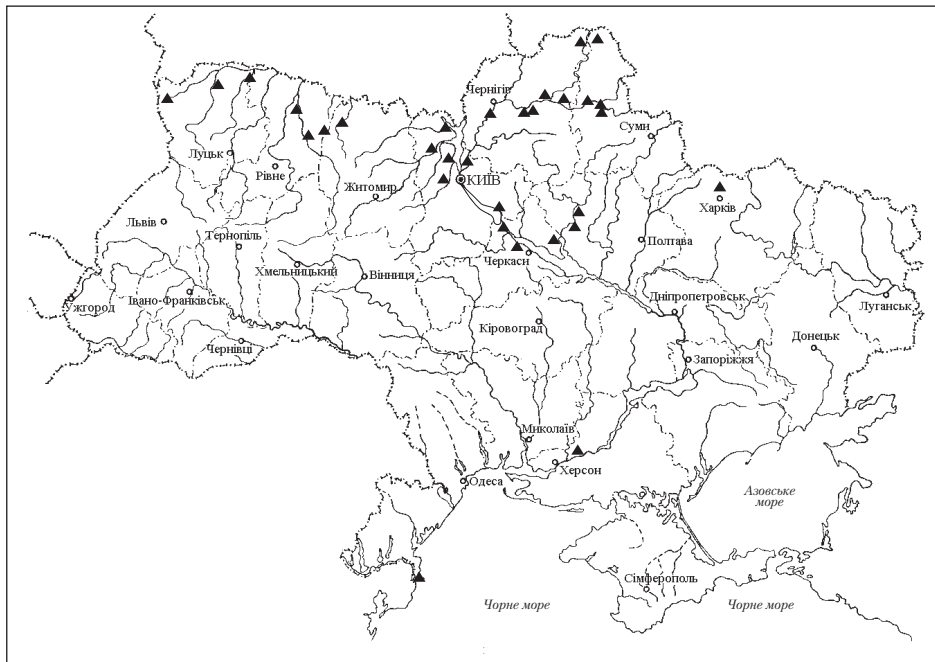 Чернігів
Суми
Луцьк
Рівне
КИЇВ
Житомир
Харків
Львів
Тернопіль
Полтава
Хмельницький
Черкаси
Вінниця
Ужгород
Івано-Франківськ
Дніпропетровськ
Луганськ
Кіровоград
Чернівці
Донецьк
Запоріжжя
Миколаїв
Херсон
Одеса
Азовське
море
Сімферополь
Чорне море
Чорне море